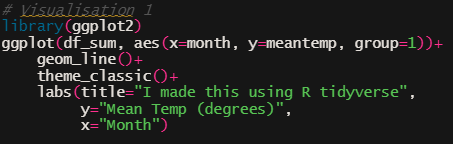 # Visualisation 1
library(ggplot2)
ggplot(df_sum, aes(x=month, y=meantemp, group=1))+
    geom_line()+
    theme_classic()+
    labs(title="I made this using R tidyverse",
         y="Mean Temp (degrees)",
         x="Month")